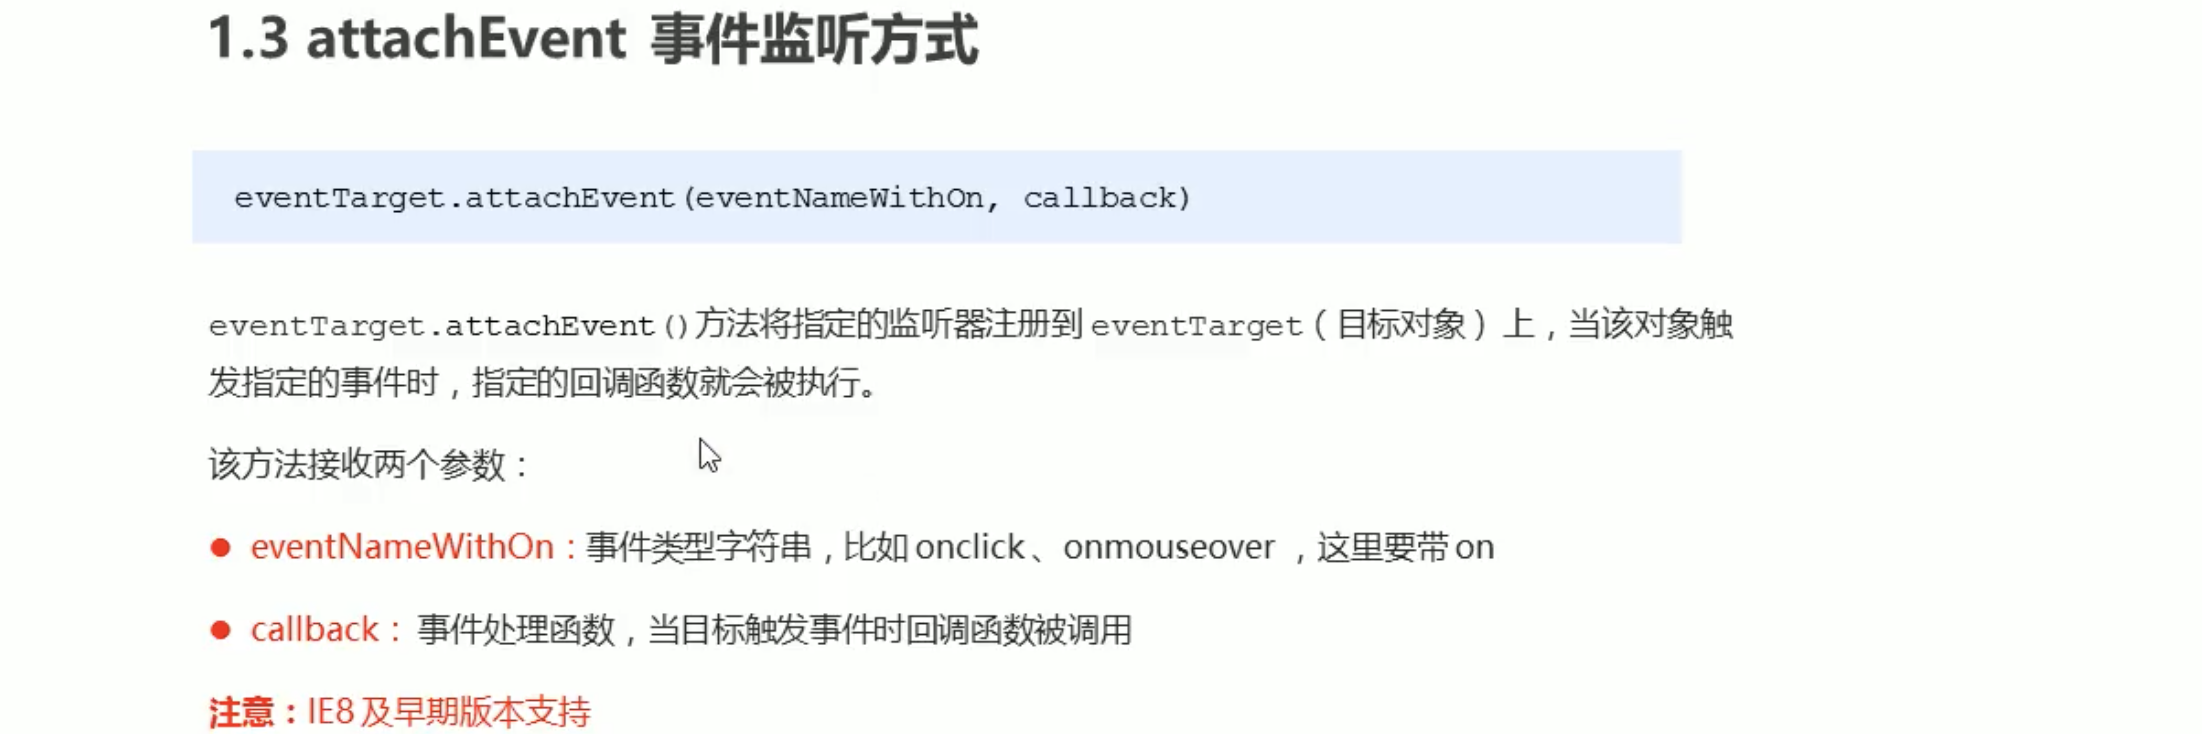 1.3 attachEvent 事件监听方式
eventTarget.attachEvent(eventNameWithOn, callback)
eventTarget.attachEvent()方法将指定的监听器注册到 eventTarget（目标对象）上，当该对象触
发指定的事件时，指定的回调函数就会被执行。
该方法接收两个参数：
● eventNameWithOn：事件类型字符串，比如 onclick、onmouseover ，这里要带 on
● callback： 事件处理函数，当目标触发事件时回调函数被调用
注意：IE8 及早期版本支持